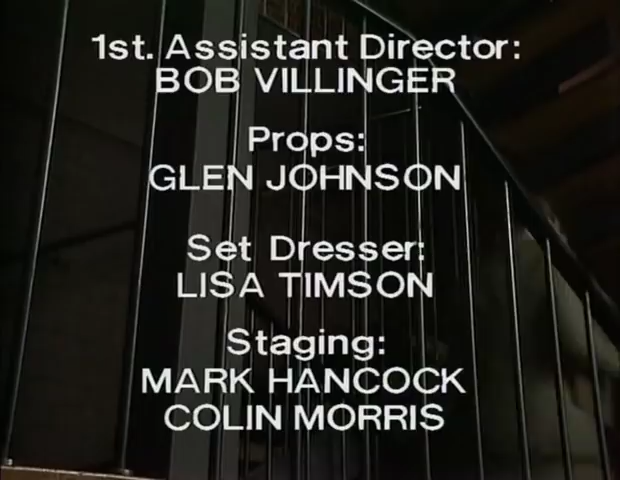 1st. Assistant Director:
BOB VILLINGER
Props:
GLEN JOHNSON
Set Dresser:
LISA TIMSON
Staging:
MARK HANCOCK
COLIN MORRIS